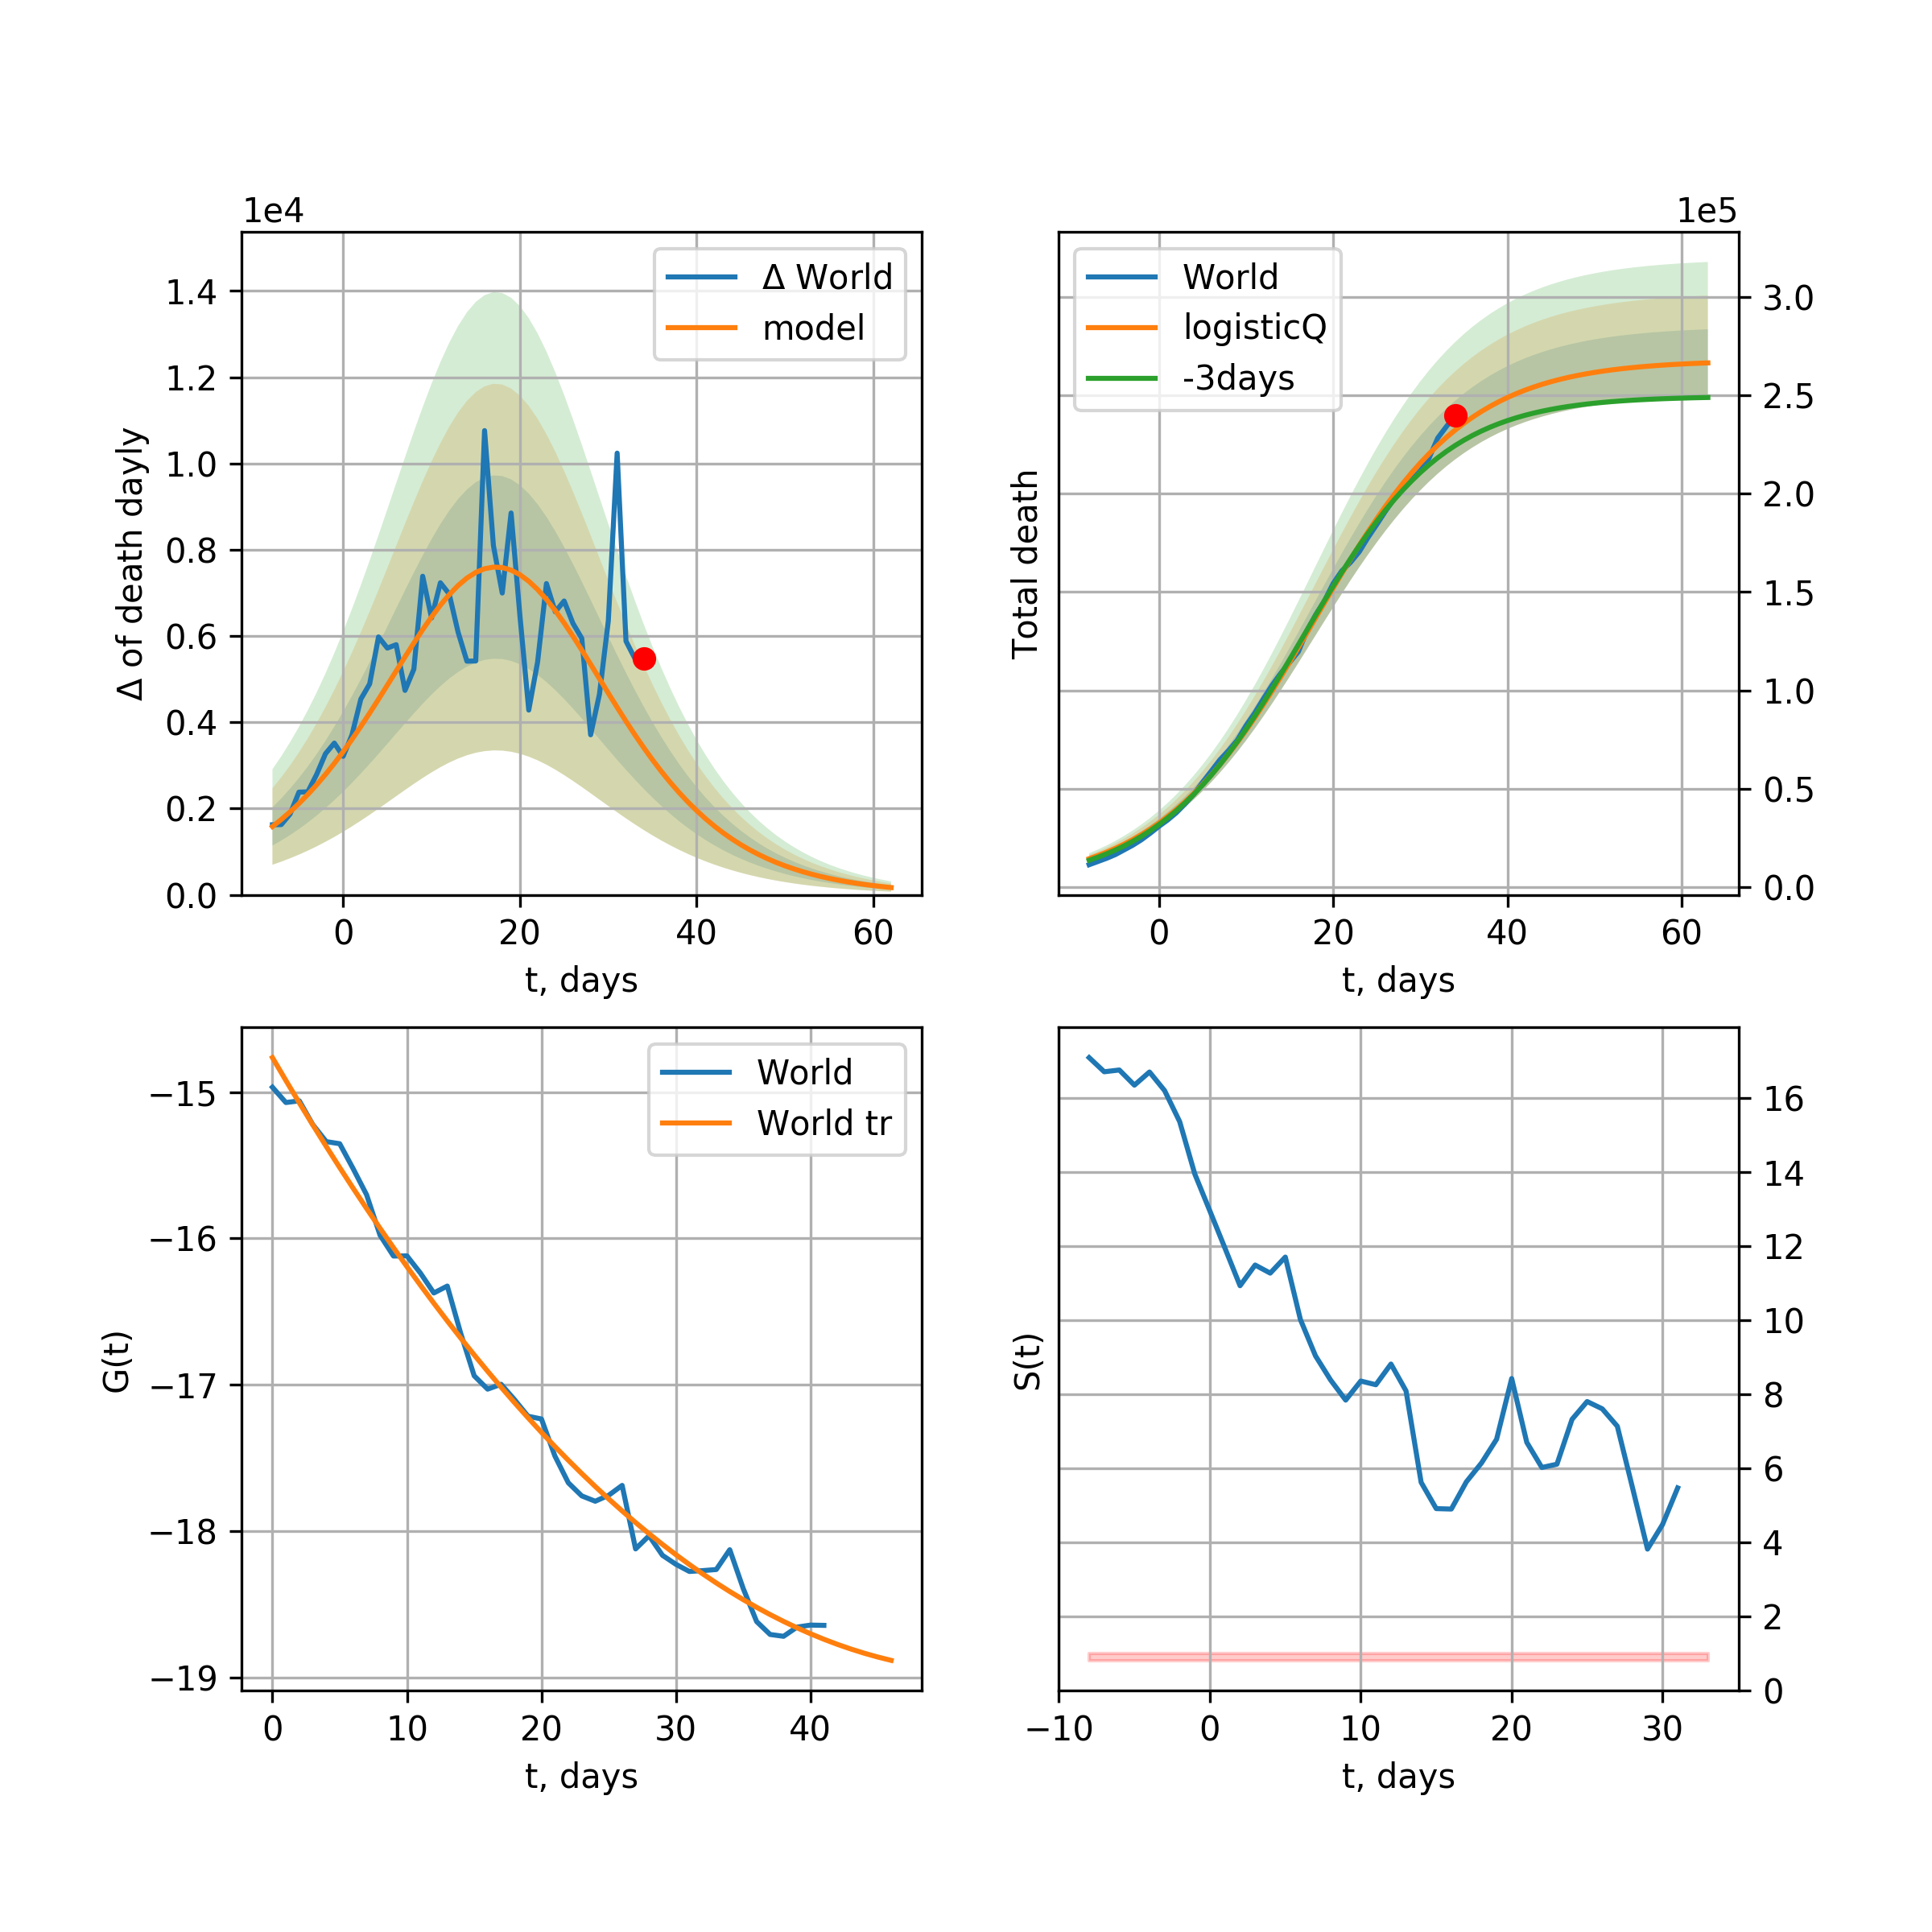 1e4
Δ of death dayly
1.4
1.2
1.0
0.8
0.6
0.4
0.2
0.0
0 20 40 60
t, days
Δ World
model
1e5
Total death
3.0
2.5
2.0
1.5
1.0
0.5
0.0
0 20 40 60
t, days
World
logisticQ
-3days
G(t)
−15
−16
−17
−18
−19
0 10 20 30 40
t, days
World
World tr
S(t)
16
14
12
10
8
6
4
2
0
−10 0 10 20 30
t, days